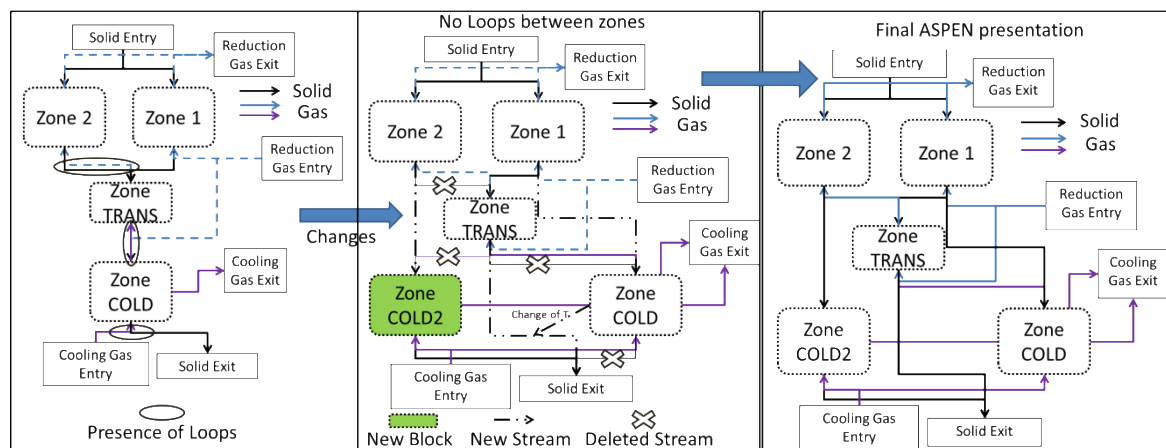 Solid Entry
Reduction
Gas Exit
Solid
Gas
Zone 2
Zone 1
Reduction
Gas Entry
Zone
TRANS
Zone
COLD
Cooling
Gas Exit
Cooling Gas
Entry
Solid Exit
Presence of Loops
Changes
No Loops between zones
Solid Entry
Reduction
Gas Exit
Solid
Gas
Zone 2
Zone 1
Reduction
Gas Entry
Zone
TRANS
Cooling
Gas Exit
Zone
COLD2
Change of T.
Zone
COLD
Cooling Gas
Entry
Solid Exit
New Block
New Stream
Deleted Stream
Final ASPEN presentation
Solid Entry
Reduction
Gas Exit
Solid
Gas
Zone 2
Zone 1
Reduction
Gas Entry
Zone
TRANS
Cooling
Gas Exit
Zone
COLD2
Zone
COLD
Cooling Gas
Entry
Solid Exit